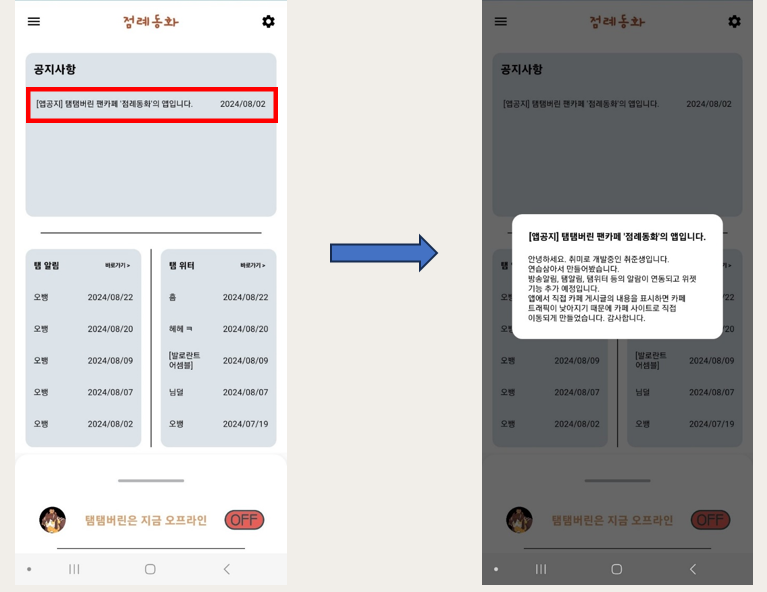 점례동화
공지사항
[앱공지] 탬탬버린 팬카페 '점례동화'의 앱입니다. 2024/08/02
탬 알림 바로가기 >
오뱅 2024/08/22
오뱅 2024/08/20
오뱅 2024/08/09
오뱅 2024/08/07
오뱅 2024/08/02
탬 위터 바로가기 >
흠 2024/08/22
헤헤 ㅋ 2024/08/20
[발로란트
어셈블] 2024/08/09
님덜 2024/08/07
오뱅 2024/07/19
탬탬버린은 지금 오프라인 OFF
점례동화
공지사항
[앱공지] 탬탬버린 팬카페 '점례동화'의 앱입니다. 2024/08/02
[앱공지] 탬탬버린 팬카페 '점례동화'의 앱입니다.
안녕하세요. 취미로 개발중인 취준생입니다.
연습삼아서 만들어봤습니다.
방송알림, 탬알림, 탬위터 등의 알람이 연동되고 위젯
기능 추가 예정입니다.
앱에서 직접 카페 게시글의 내용을 표시하면 카페
트래픽이 낮아지기 때문에 카페 사이트로 직접
이동되게 만들었습니다. 감사합니다.
오뱅 2024/08/09
오뱅 2024/08/07
오뱅 2024/08/02
[발로란트
어셈블] 2024/08/09
님덜 2024/08/07
오뱅 2024/07/19
탬탬버린은 지금 오프라인 OFF